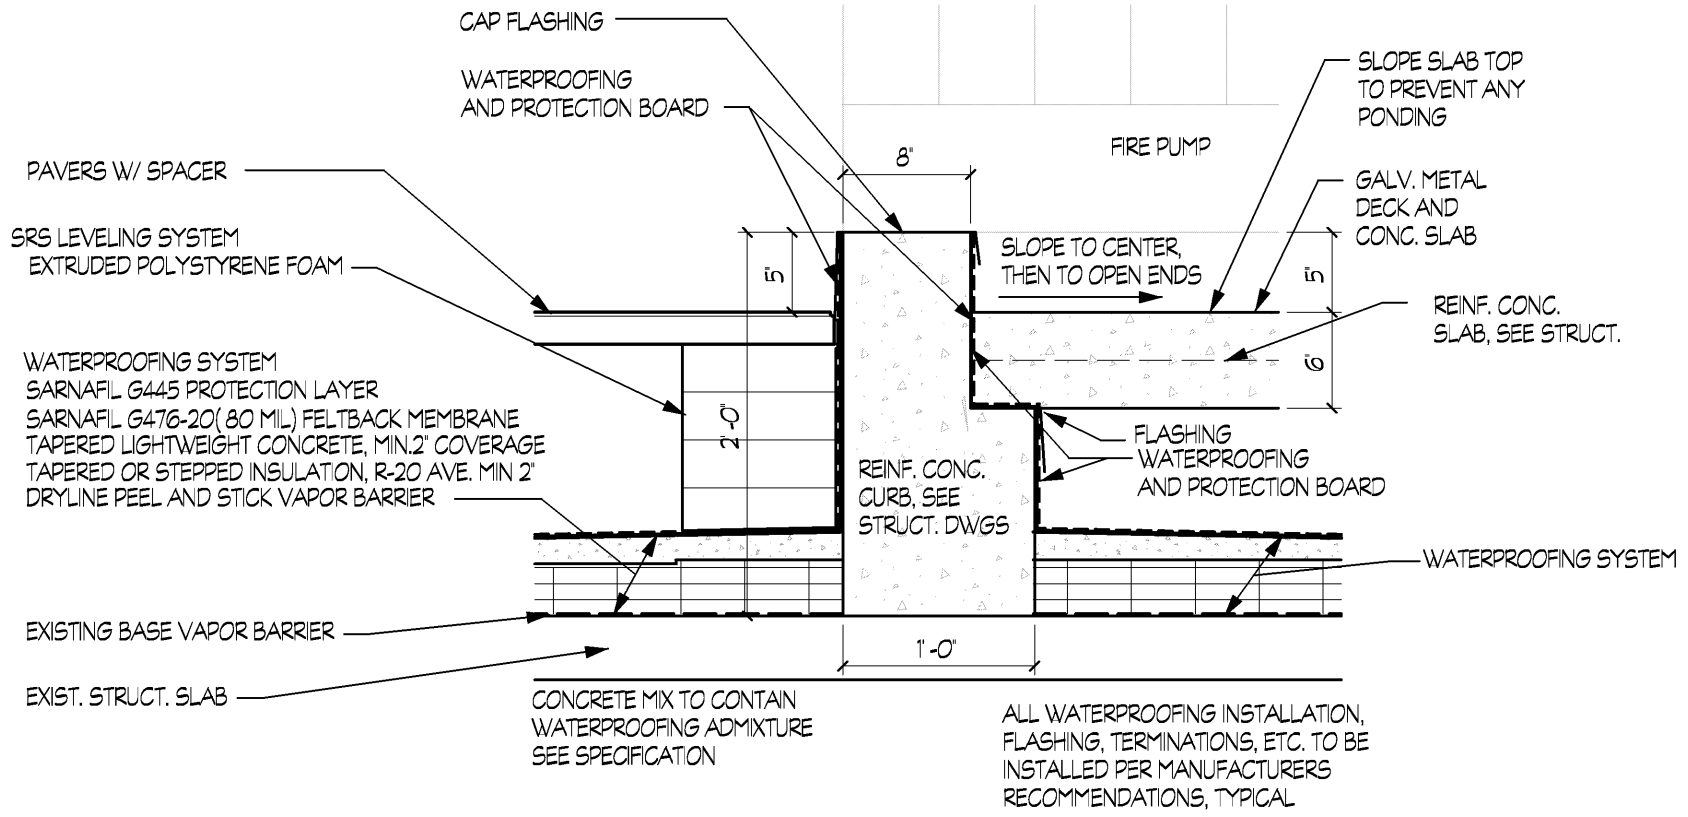 CAP FLASHING
WATERPROOFING
AND PROTECTION BOARD
PAVERS W/ SPACER
SRS LEVELING SYSTEM
EXTRUDED POLYSTYRENE FOAM
WATERPROOFING SYSTEM
SARNAFIL G445 PROTECTION LAYER
SARNAFIL G476-20(80 MIL) FELTBACK MEMBRANE
TAPERED LIGHTWEIGHT CONCRETE, MIN.2" COVERAGE
TAPERED OR STEPPED INSULATION, R-20 AVE. MIN 2"
DRYLINE PEEL AND STICK VAPOR BARRIER
EXISTING BASE VAPOR BARRIER
EXIST. STRUCT. SLAB
8"
5"
2'-0"
REINF. CONC.
CURB, SEE
STRUCT. DWGS
1'-0"
FIRE PUMP
SLOPE TO CENTER,
THEN TO OPEN ENDS
SLOPE SLAB TOP
TO PREVENT ANY
PONDING
GALV. METAL
DECK AND
CONC. SLAB
5"
6"
REINF. CONC.
SLAB, SEE STRUCT.
FLASHING
WATERPROOFING
AND PROTECTION BOARD
WATERPROOFING SYSTEM
CONCRETE MIX TO CONTAIN
WATERPROOFING ADMIXTURE
SEE SPECIFICATION
ALL WATERPROOFING INSTALLATION,
FLASHING, TERMINATIONS, ETC. TO BE
INSTALLED PER MANUFACTURERS
RECOMMENDATIONS, TYPICAL